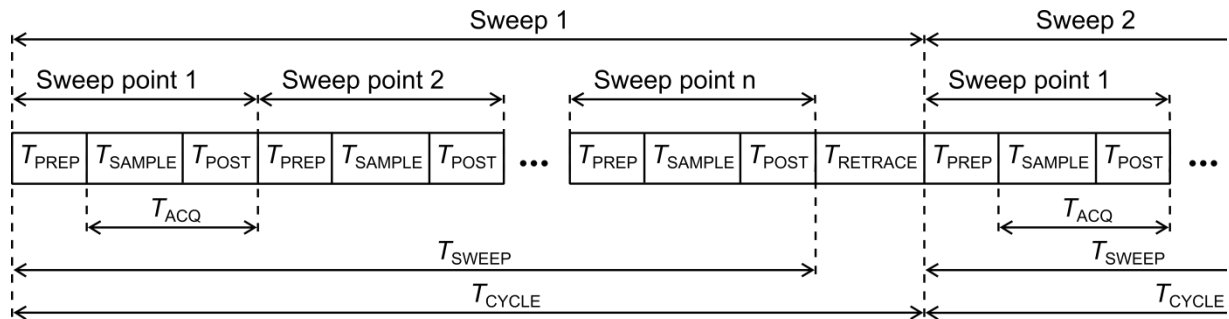 Sweep 1 Sweep 2
Sweep point 1 Sweep point 2 Sweep point n Sweep point 1
TPREP TSAMPLE TPOST TPREP TSAMPLE TPOST ••• TPREP TSAMPLE TPOST TRETRACE TPREP TSAMPLE TPOST •••
TACQ TACQ
TSWEEP TSWEEP
TCYCLE TCYCLE